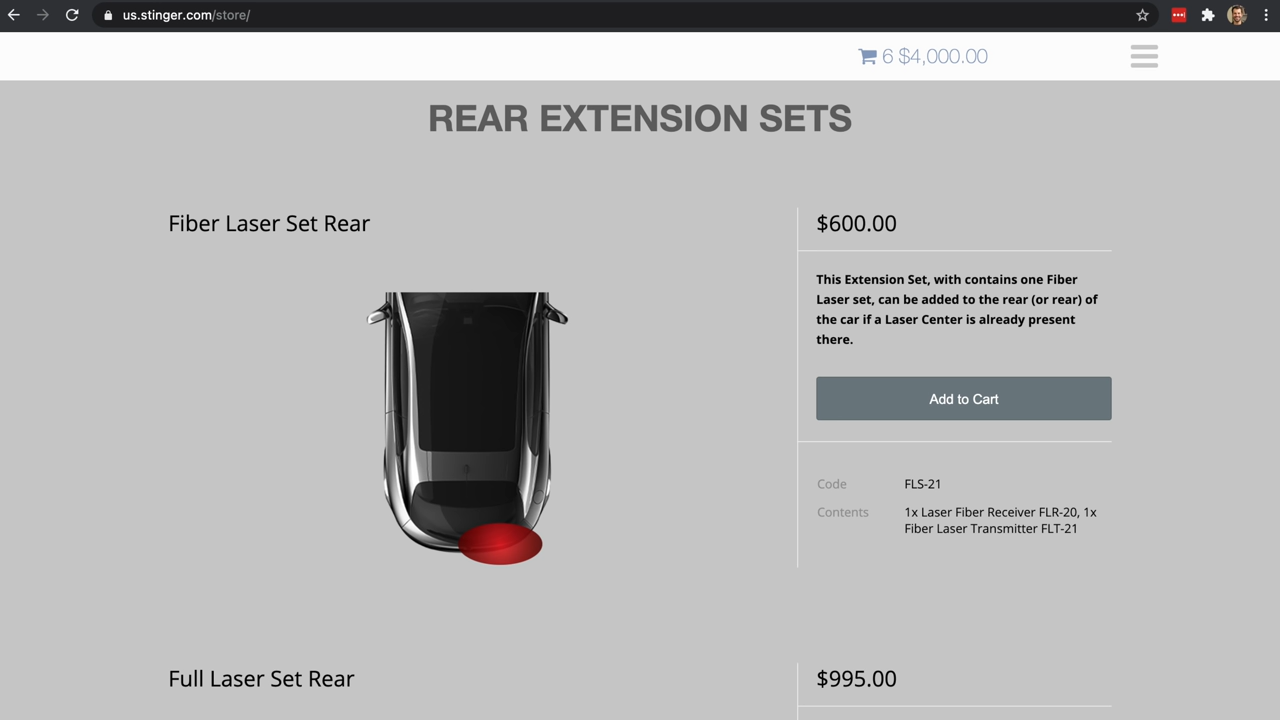 us.stinger.com/store/
6 $4,000.00
REAR EXTENSION SETS
Fiber Laser Set Rear
$600.00
This Extension Set, with contains one Fiber
Laser set, can be added to the rear (or rear) of
the car if a Laser Center is already present
there.
Add to Cart
Code FLS-21
Contents 1x Laser Fiber Receiver FLR-20, 1x
Fiber Laser Transmitter FLT-21
Full Laser Set Rear
$995.00